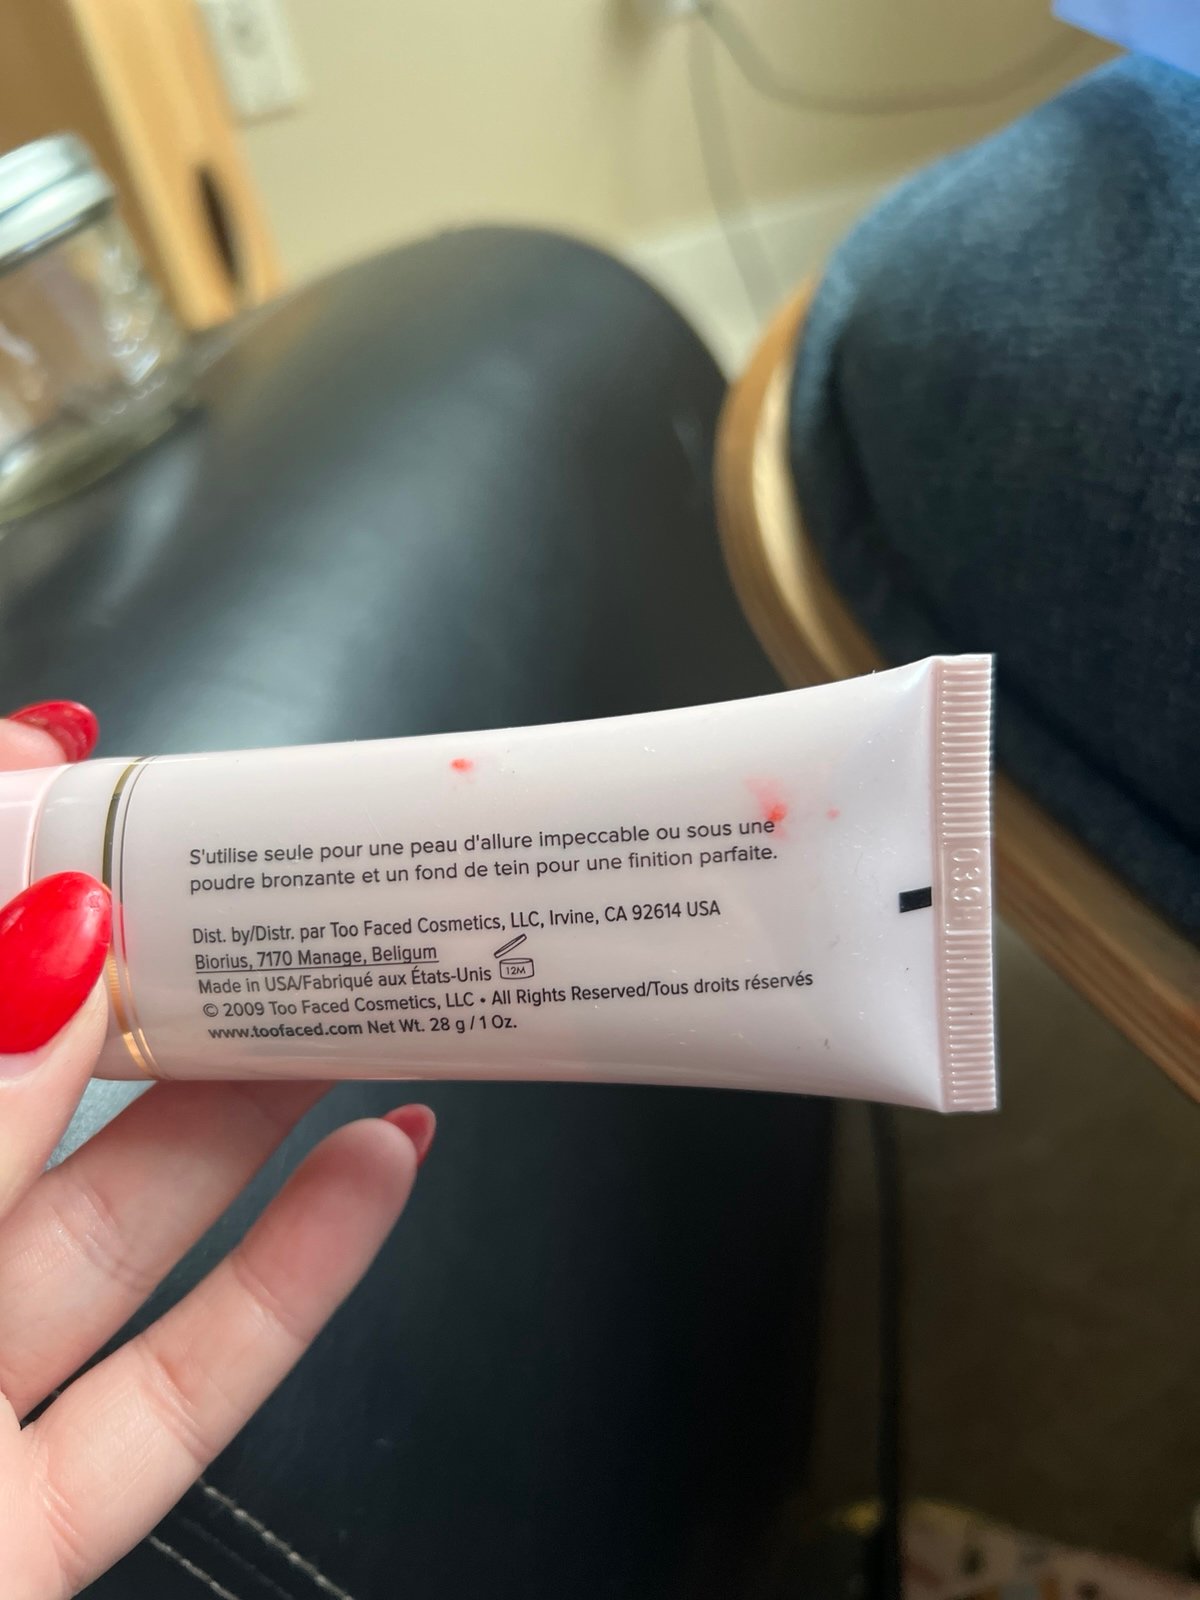 S'utilise seule pour une peau d'allure impeccable ou sous une
poudre bronzante et un fond de tein pour une finition parfaite.
Dist. by/Distr. par Too Faced Cosmetics, LLC, Irvine, CA 92614 USA
Biorius, 7170 Manage, Beligum
Made in USA/Fabriqué aux États-Unis 12M
© 2009 Too Faced Cosmetics, LLC • All Rights Reserved/Tous droits réservés
www.toofaced.com Net Wt. 28 g / 1 Oz.